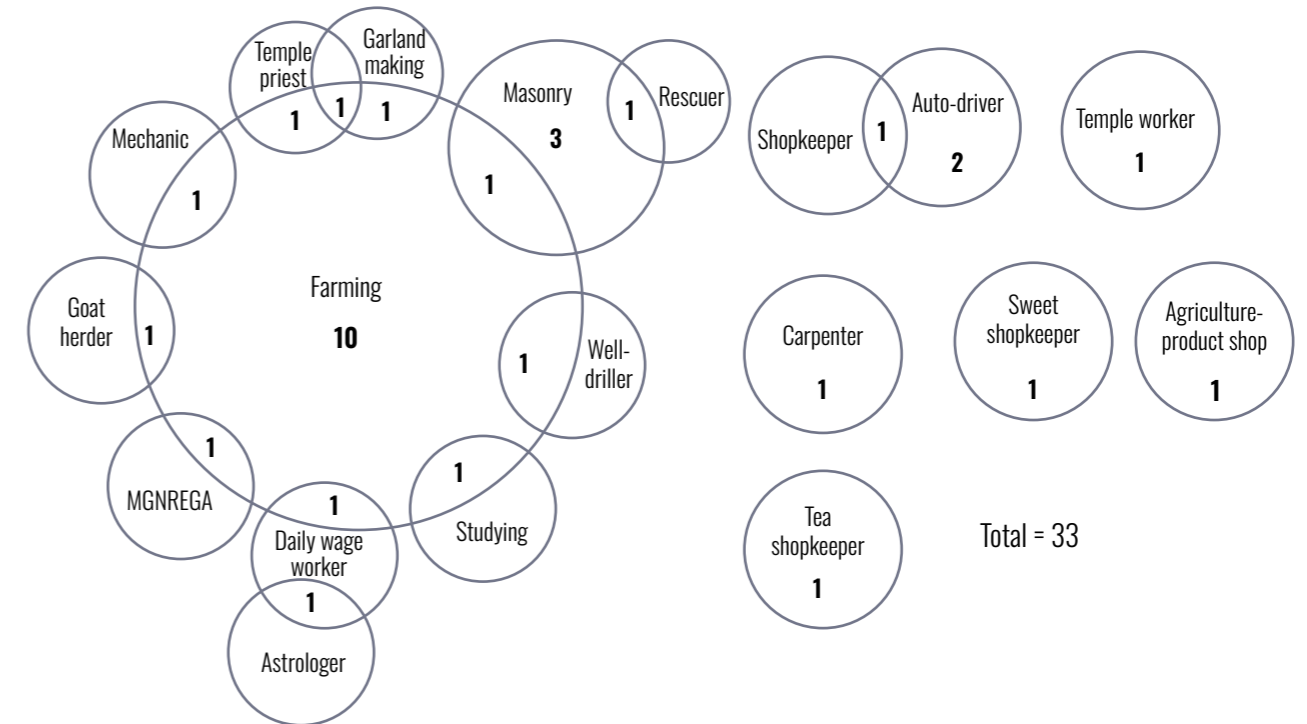 Temple
priest
1
1
Garland
making
1
Masonry
3
1
1
Rescuer
Shopkeeper
1
Auto-driver
2
Temple worker
1
Mechanic
1
Goat
herder
1
Farming
10
1
Well-
driller
Carpenter
1
Sweet
shopkeeper
1
Agriculture-
product shop
1
MGNREGA
1
1
Daily wage
worker
1
Astrologer
1
Studying
Tea
shopkeeper
1
Total = 33